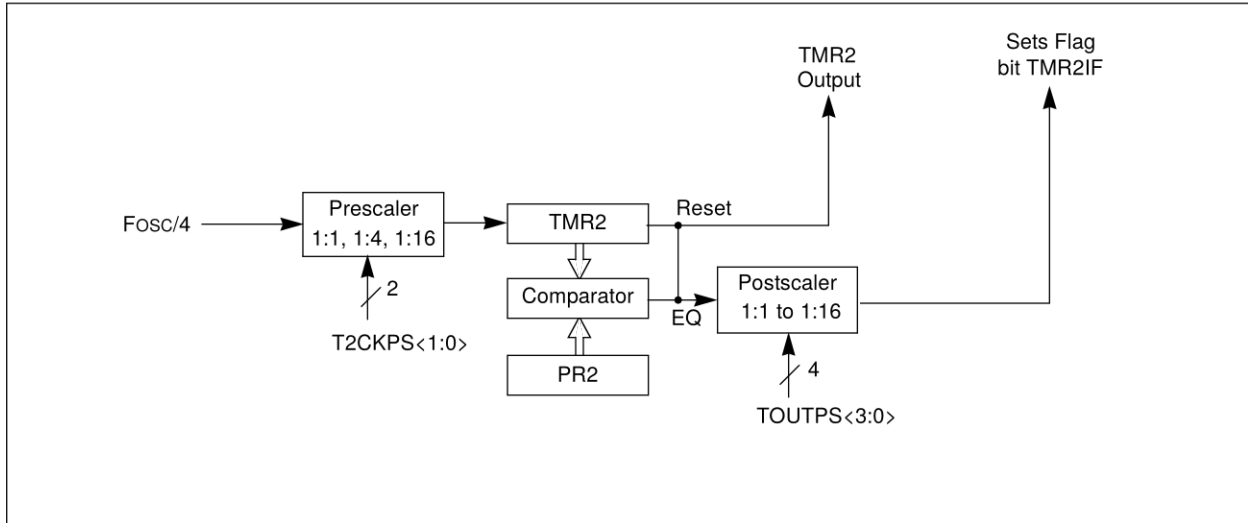 TMR2
Output
Sets Flag
bit TMR2IF
FOSC/4
Prescaler
1:1, 1:4, 1:16
2
T2CKPS<1:0>
TMR2
Reset
Comparator
EQ
PR2
Postscaler
1:1 to 1:16
4
TOUTPS<3:0>